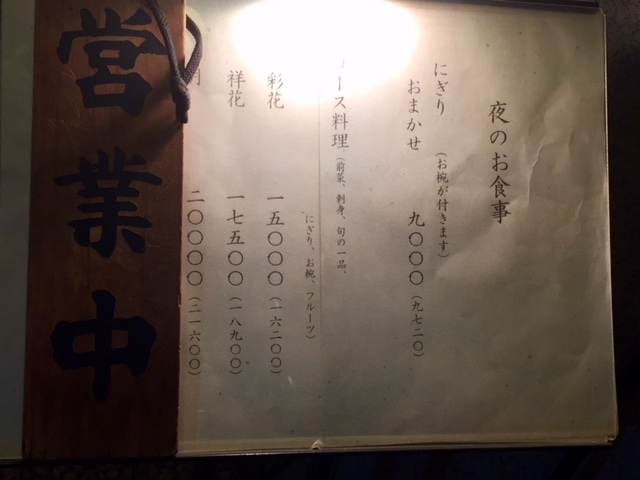 夜のお食事
にぎり （お椀が付きます）
おまかせ 九〇〇〇（九七二〇）
ース料理（前菜、刺身、旬の一品、
にぎり、お椀、フルーツ）
彩花 一五〇〇〇（一六二〇〇）
祥花 一七五〇〇（一八九〇〇）
月 二〇〇〇〇（二一六〇〇）
営業中